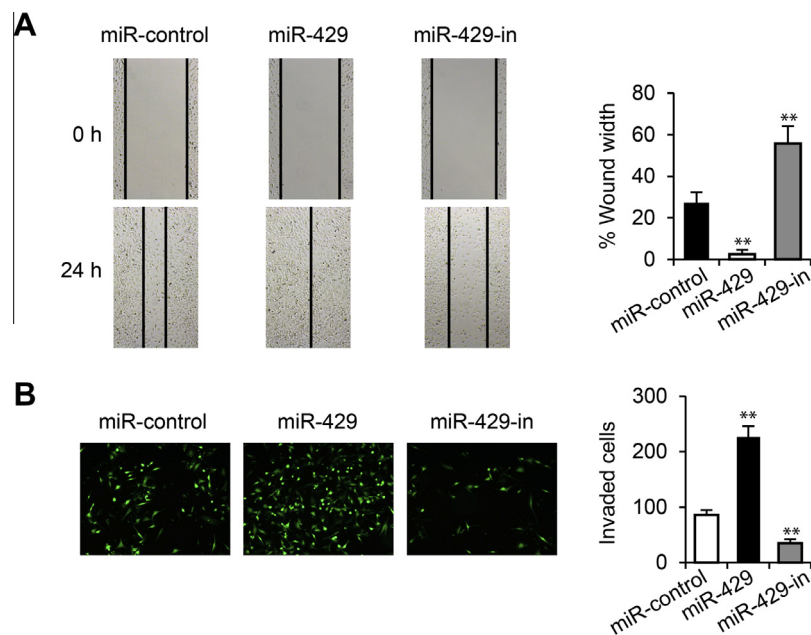 A
miR-control miR-429 miR-429-in
0 h
24 h
80
60
40
20
0
% Wound width
**
**
miR-control
miR-429
miR-429-in
B
miR-control miR-429 miR-429-in
300
200
100
0
Invaded cells
**
**
miR-control
miR-429
miR-429-in